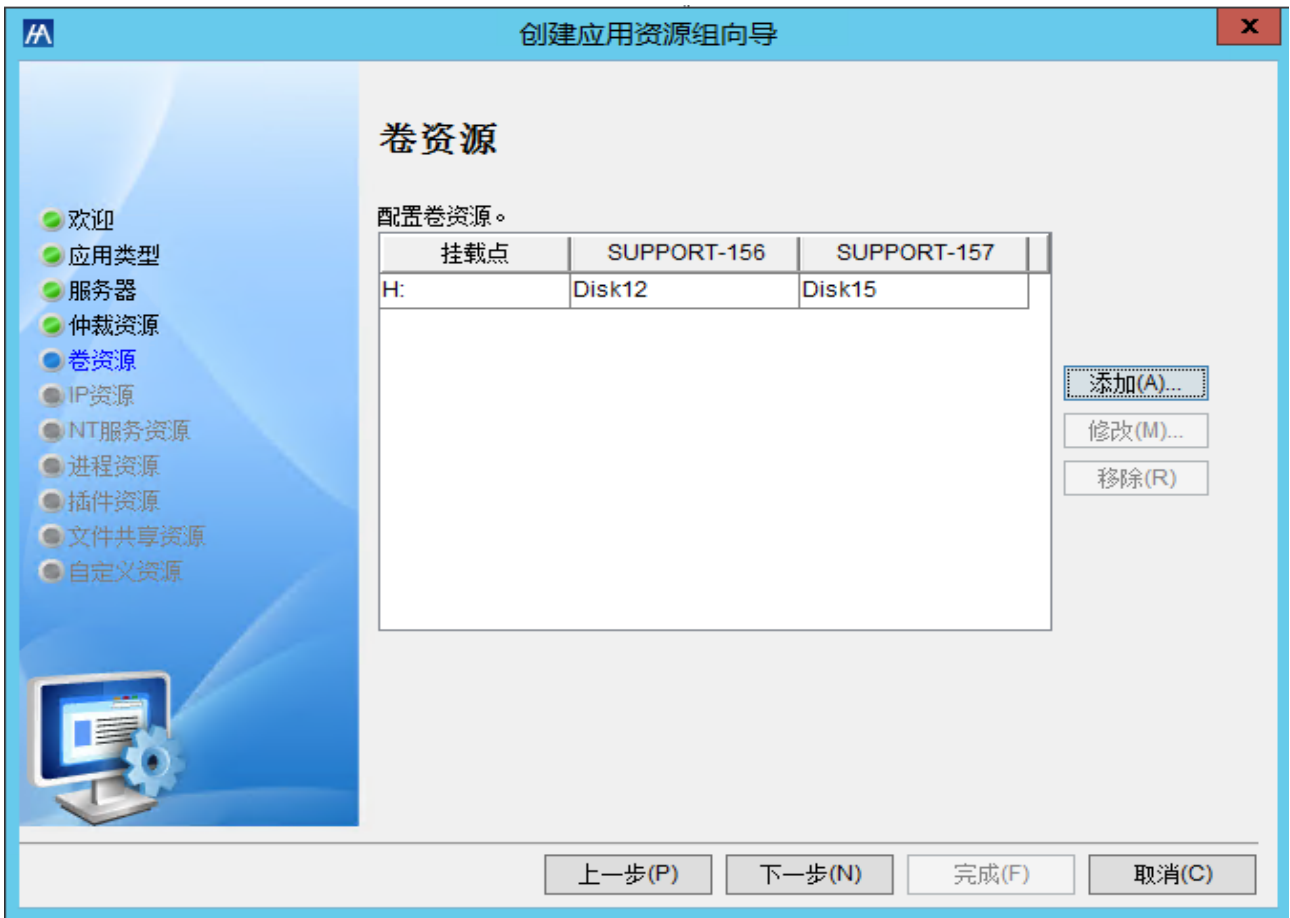 创建应用资源组向导
卷资源
欢迎
应用类型
服务器
仲裁资源
卷资源
IP资源
NT服务资源
进程资源
插件资源
文件共享资源
自定义资源
配置卷资源。
挂载点 SUPPORT-156 SUPPORT-157
H: Disk12 Disk15
添加(A)...
修改(M)...
移除(R)
上一步(P) 下一步(N) 完成(F) 取消(C)